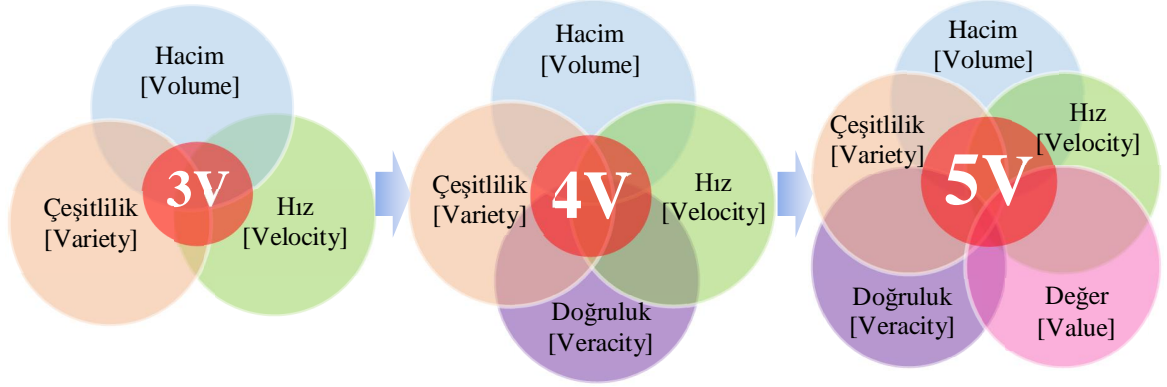 Hacim
[Volume]
Çeşitlilik
[Variety]
3V
Hız
[Velocity]
Hacim
[Volume]
Çeşitlilik
[Variety]
4V
Hız
[Velocity]
Doğruluk
[Veracity]
Hacim
[Volume]
Çeşitlilik
[Variety]
5V
Hız
[Velocity]
Doğruluk
[Veracity]
Değer
[Value]